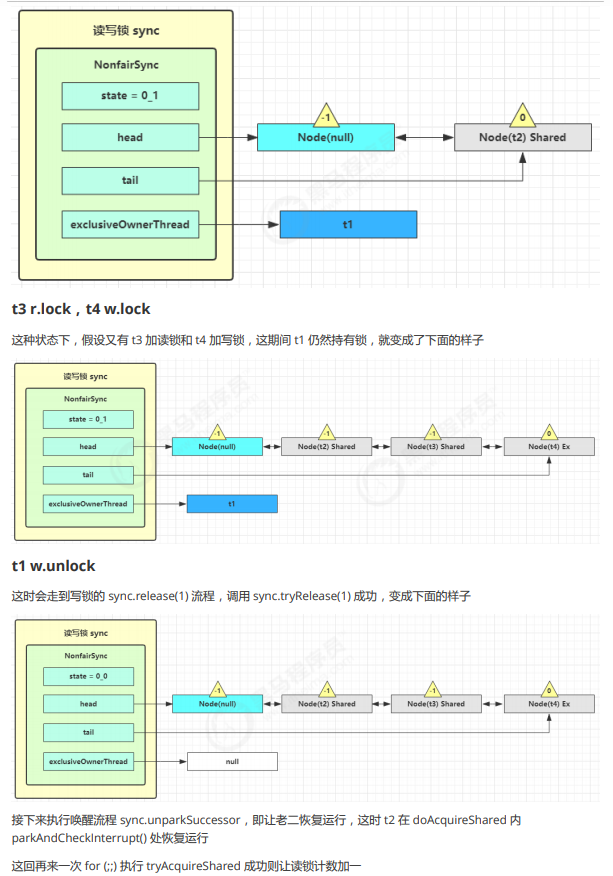 读写锁 sync
NonfairSync
state = 0_1
head
tail
exclusiveOwnerThread
-1
Node(null)
0
Node(t2) Shared
t1
t3 r.lock，t4 w.lock
这种状态下，假设又有 t3 加读锁和 t4 加写锁，这期间 t1 仍然持有锁，就变成了下面的样子
读写锁 sync
NonfairSync
state = 0_1
head
tail
exclusiveOwnerThread
-1
Node(null)
-1
Node(t2) Shared
-1
Node(t3) Shared
0
Node(t4) Ex
t1
t1 w.unlock
这时会走到写锁的 sync.release(1) 流程，调用 sync.tryRelease(1) 成功，变成下面的样子
读写锁 sync
NonfairSync
state = 0_0
head
tail
exclusiveOwnerThread
-1
Node(null)
-1
Node(t2) Shared
-1
Node(t3) Shared
0
Node(t4) Ex
null
接下来执行唤醒流程 sync.unparkSuccessor，即让老二恢复运行，这时 t2 在 doAcquireShared 内
parkAndCheckInterrupt() 处恢复运行
这回再来一次 for (;;) 执行 tryAcquireShared 成功则让读锁计数加一